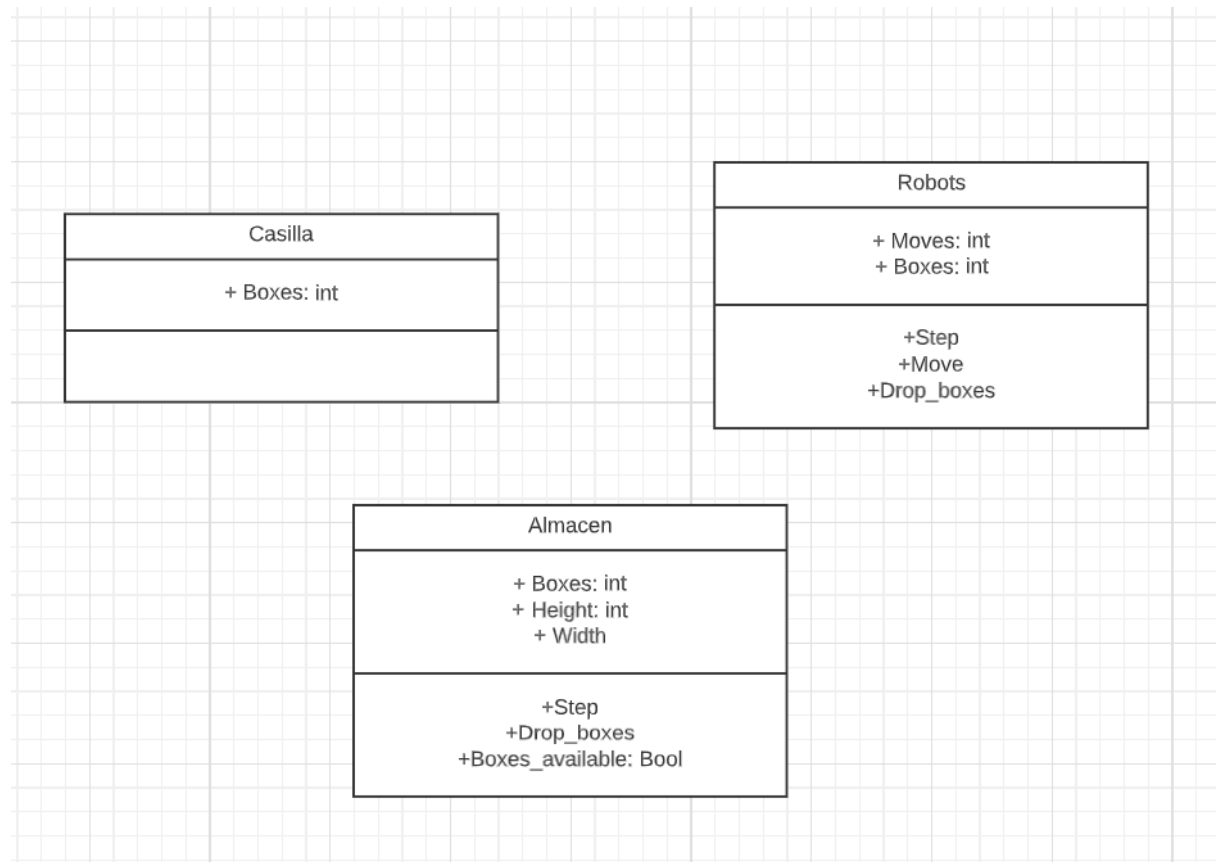 Casilla
+ Boxes: int
Robots
+ Moves: int
+ Boxes: int
+Step
+Move
+Drop_boxes
Almacen
+ Boxes: int
+ Height: int
+ Width
+Step
+Drop_boxes
+Boxes_available: Bool